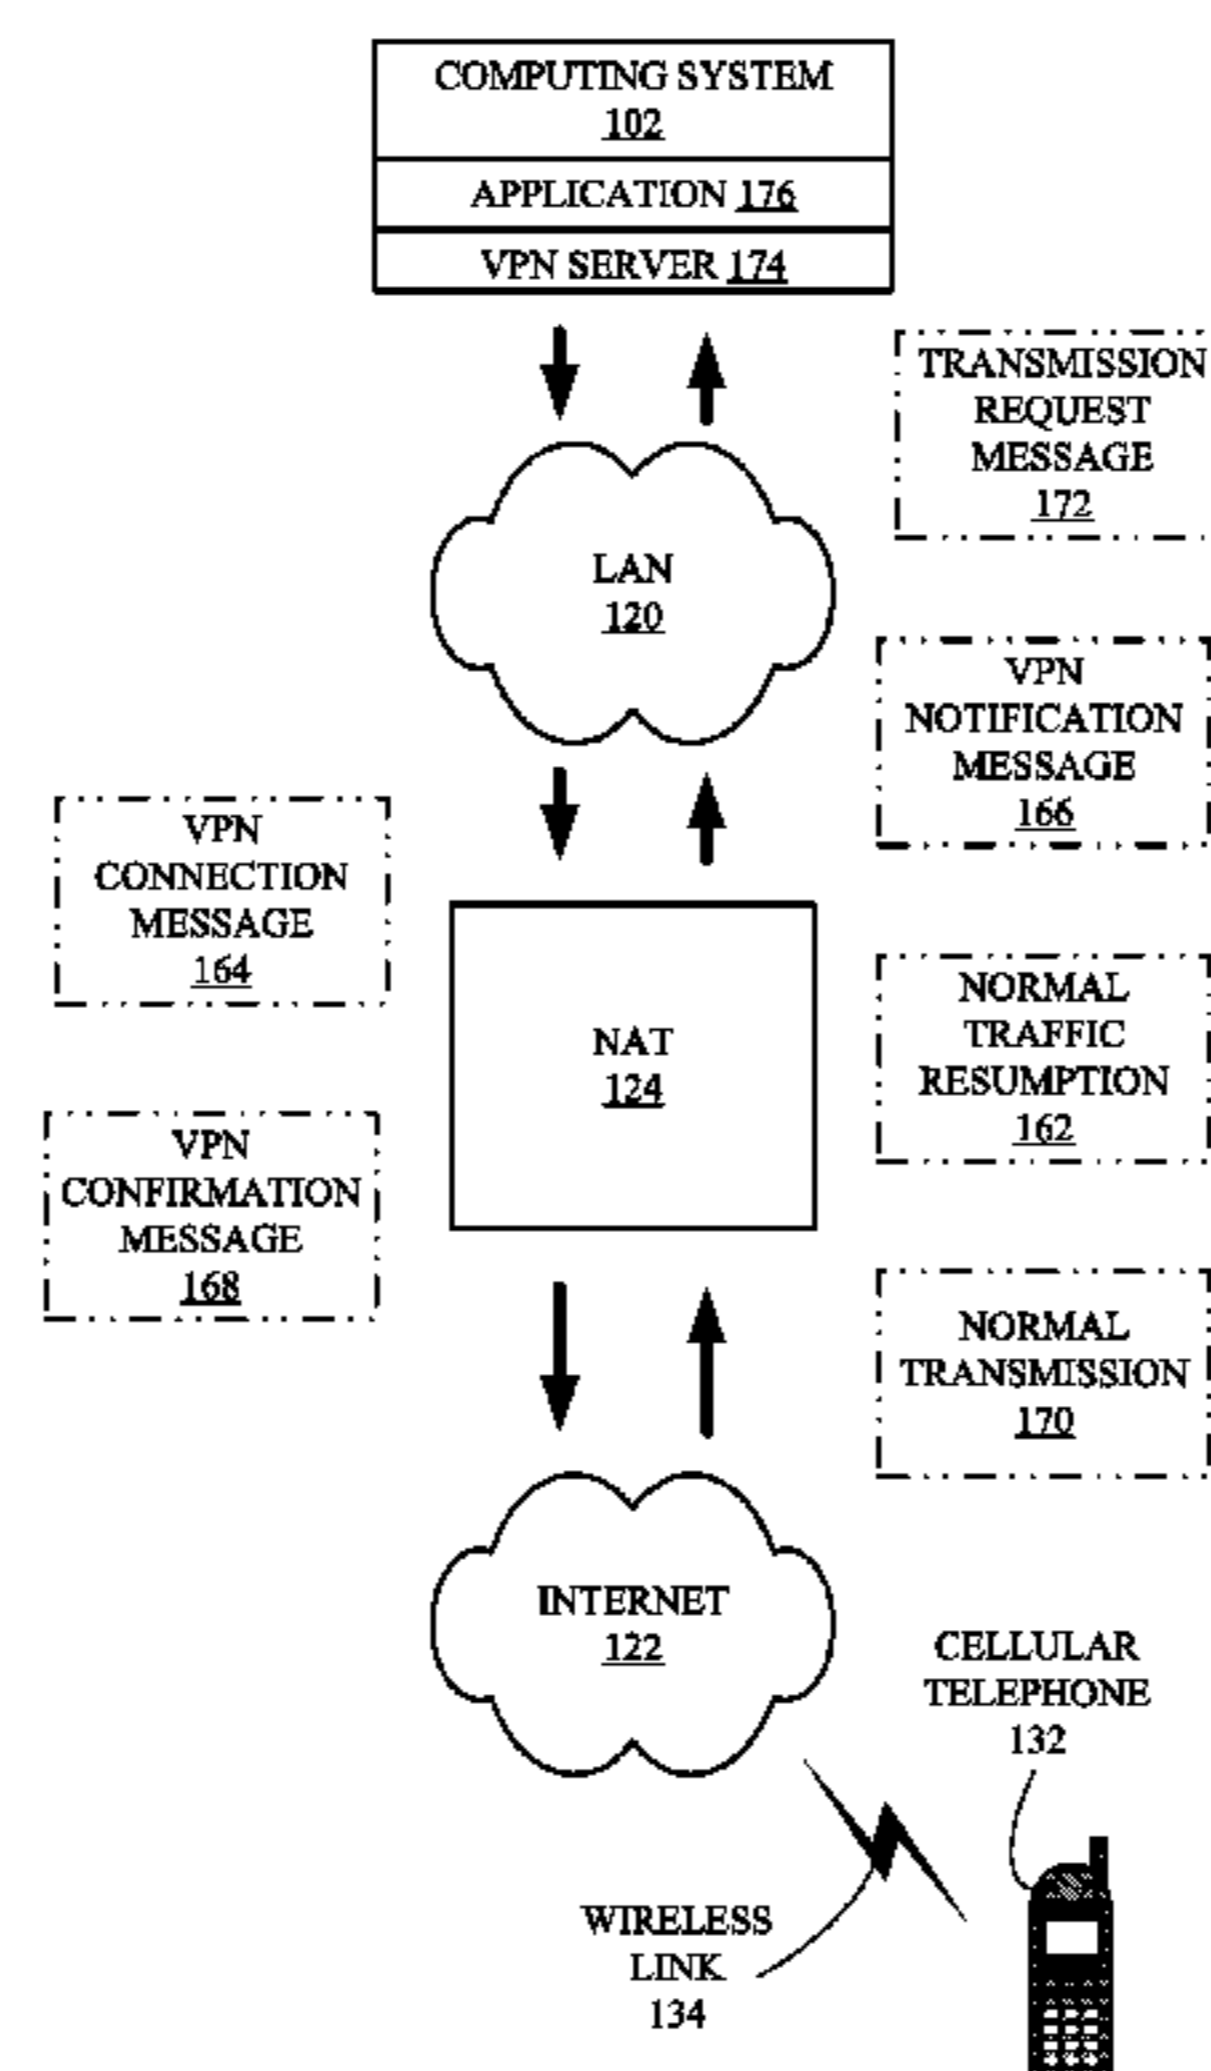 COMPUTING SYSTEM
102
APPLICATION 176
VPN SERVER 174
TRANSMISSION
REQUEST
MESSAGE
172
LAN
120
VPN
NOTIFICATION
MESSAGE
166
VPN
CONNECTION
MESSAGE
164
NAT
124
NORMAL
TRAFFIC
RESUMPTION
162
VPN
CONFIRMATION
MESSAGE
168
NORMAL
TRANSMISSION
170
INTERNET
122
CELLULAR
TELEPHONE
132
WIRELESS
LINK
134